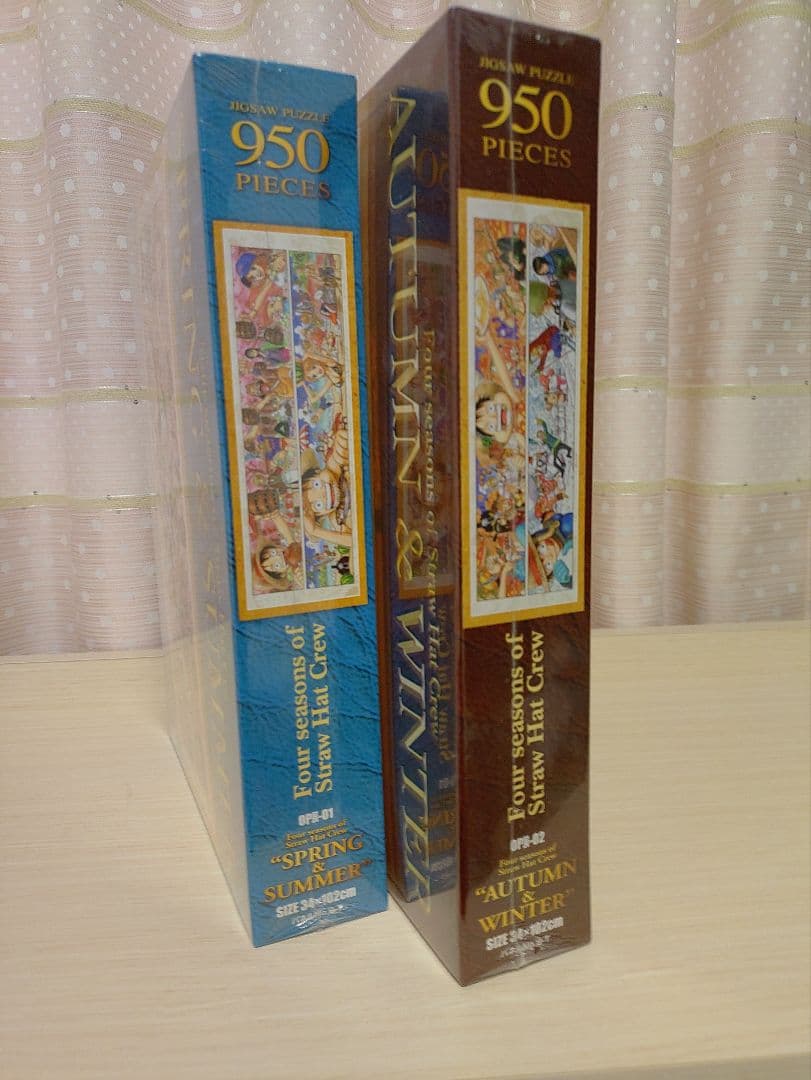 JIGSAW PUZZLE
950
PIECES
Four seasons of
Straw Hat Crew
OPR-01
Four seasons of
Straw Hat Crew
"SPRING
&
SUMMER"
SIZE 34×102cm
AUTUMN & WINTER
Four seasons of Straw Hat Crew
JIGSAW PUZZLE
950
PIECES
Four seasons of
Straw Hat Crew
OPR-02
Four seasons of
Straw Hat Crew
"AUTUMN
&
WINTER"
SIZE 34×102cm